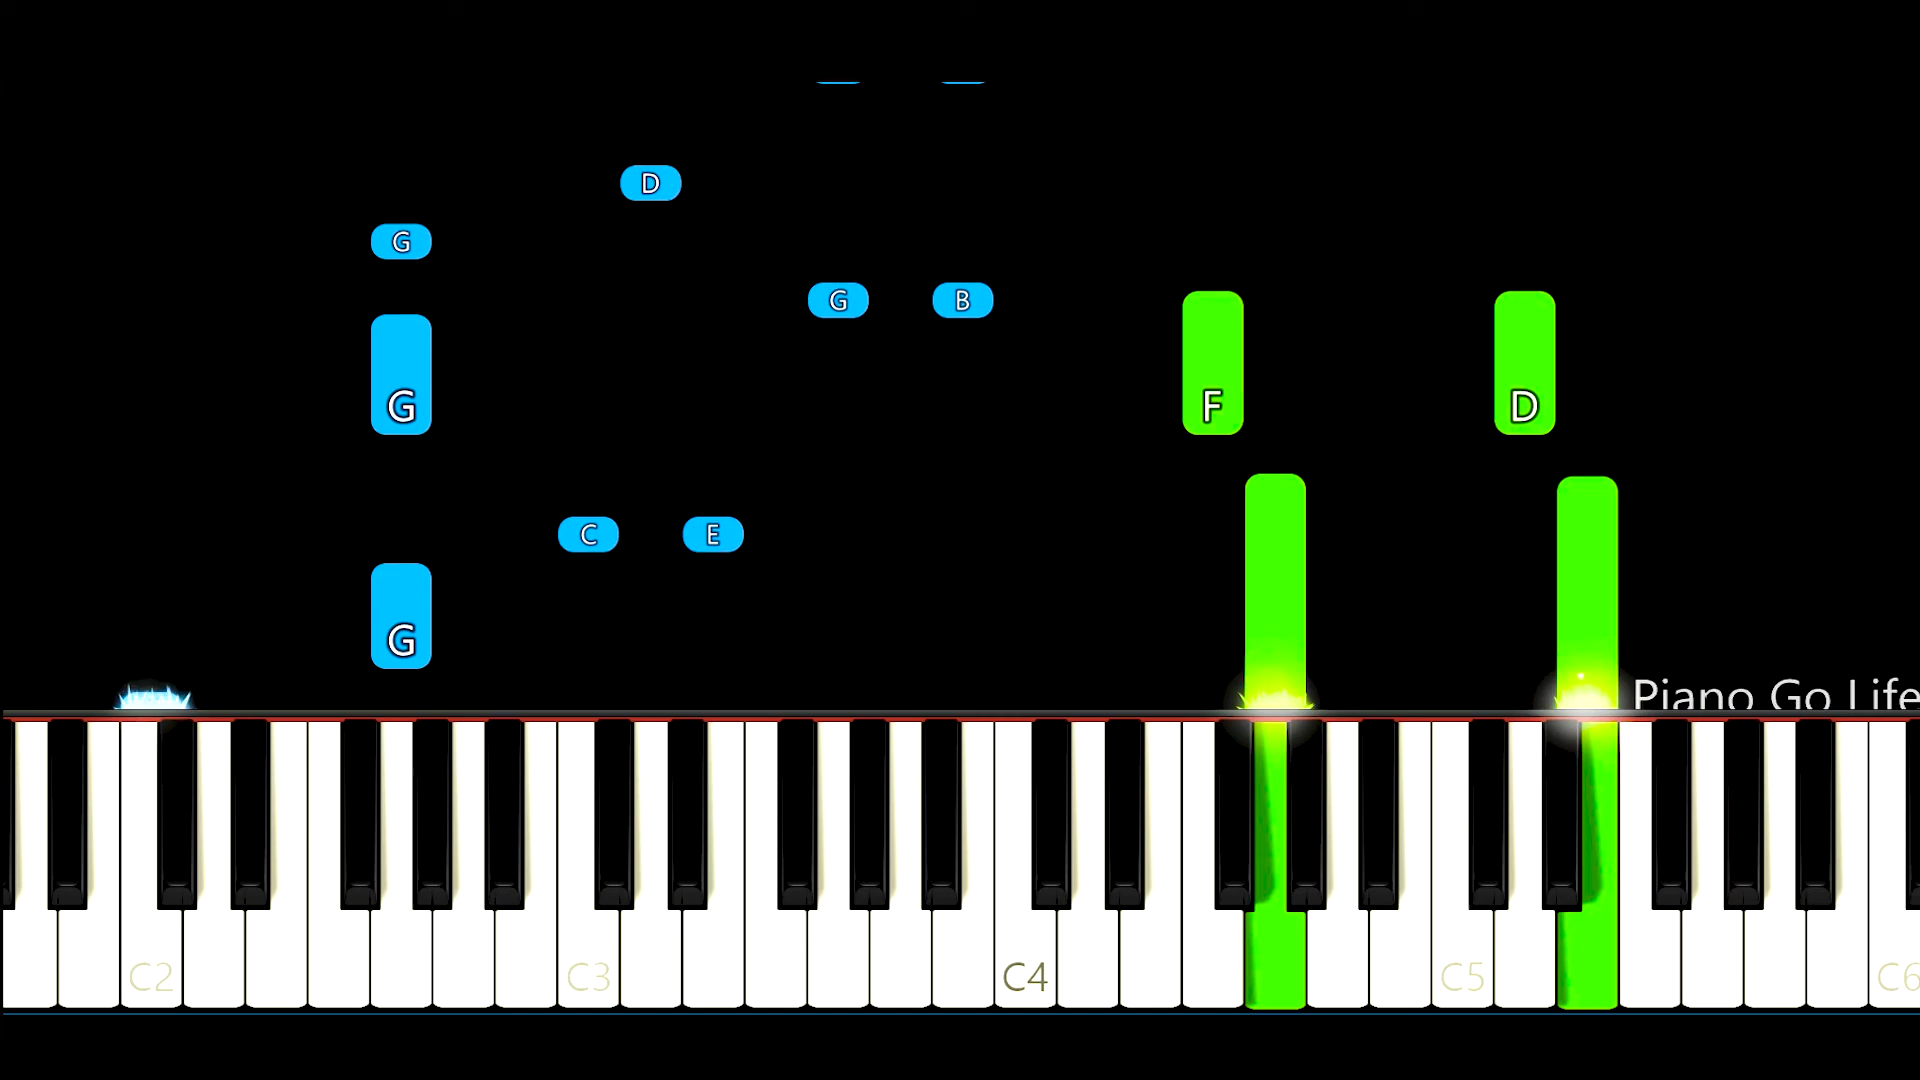 D
G
G B
G F D
C E
G
Piano Go Life
C2 C3 C4 C5 C6